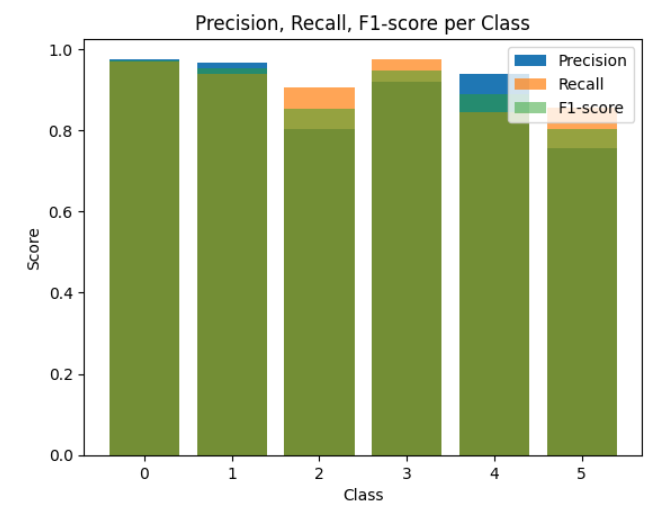 Precision, Recall, F1-score per Class
Precision
Recall
F1-score
1.0
0.8
0.6
0.4
0.2
0.0
Score
0 1 2 3 4 5
Class